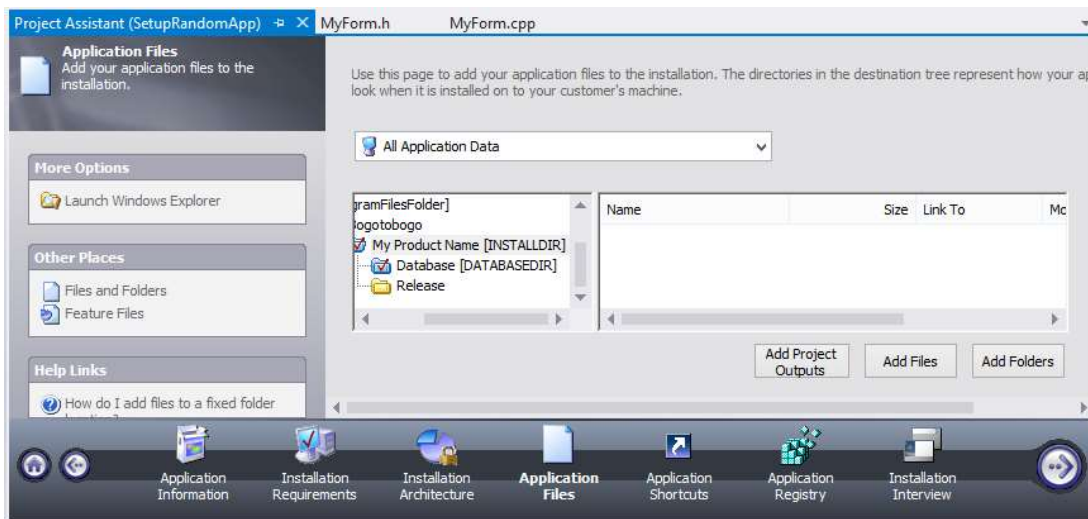 Project Assistant (SetupRandomApp)
MyForm.h
MyForm.cpp
Application Files
Add your application files to the
installation.
Use this page to add your application files to the installation. The directories in the destination tree represent how your
look when it is installed on to your customer's machine.
All Application Data
More Options
Launch Windows Explorer
Other Places
Files and Folders
Feature Files
Help Links
How do I add files to a fixed folder
gramFilesFolder]
Bogotobogo
My Product Name [INSTALLDIR]
Database [DATABASEDIR]
Release
Name Size Link To
Add Project
Outputs
Add Files
Add Folders
Application
Information
Installation
Requirements
Installation
Architecture
Application
Files
Application
Shortcuts
Application
Registry
Installation
Interview